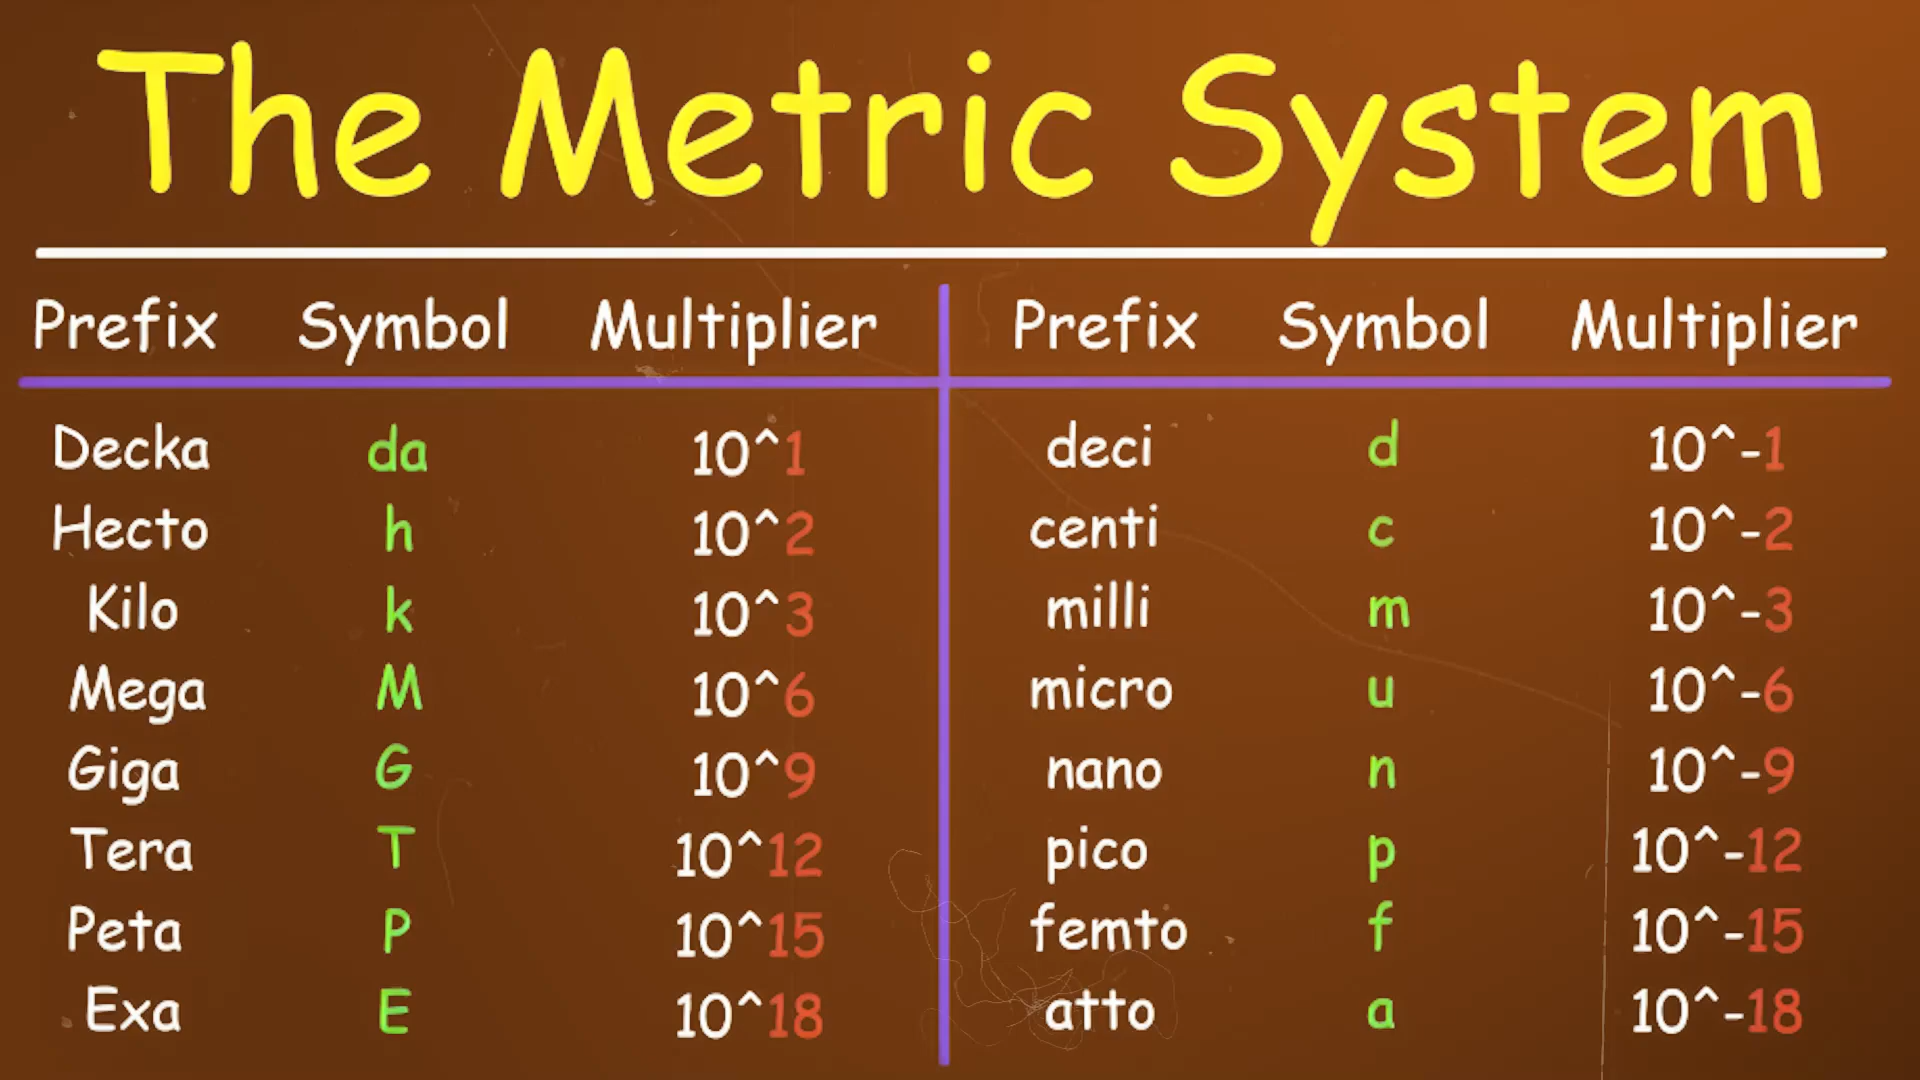 The Metric System
Prefix Symbol Multiplier Prefix Symbol Multiplier
Decka da 10^1 deci d 10^-1
Hecto h 10^2 centi c 10^-2
Kilo k 10^3 milli m 10^-3
Mega M 10^6 micro u 10^-6
Giga G 10^9 nano n 10^-9
Tera T 10^12 pico p 10^-12
Peta P 10^15 femto f 10^-15
Exa E 10^18 atto a 10^-18